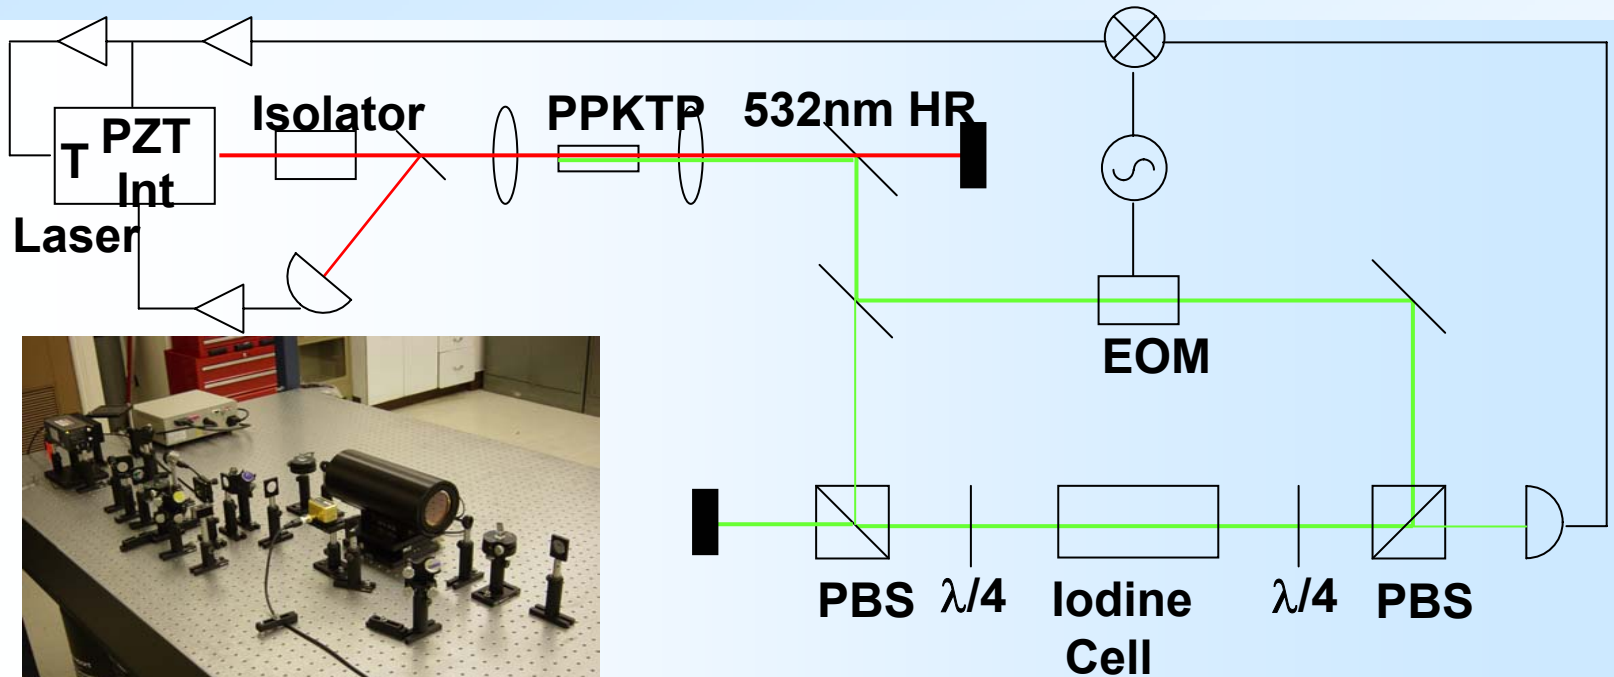 Isolator
PPKTP
532nm HR
PZT
T
Int
Laser
EOM
PBS
λ/4
Iodine
Cell
λ/4
PBS